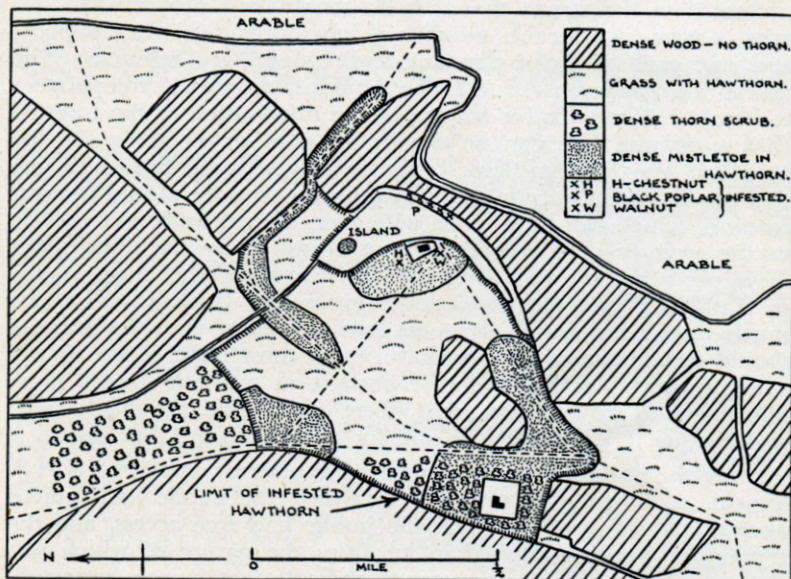 ARABLE
DENSE WOOD – NO THORN.
GRASS WITH HAWTHORN.
DENSE THORN SCRUB.
DENSE MISTLETOE IN
HAWTHORN.
X H H-CHESTNUT
X P BLACK POPLAR } INFESTED.
X W WALNUT
X X X X X
P
ISLAND
H
X
X
W
ARABLE
LIMIT OF INFESTED
HAWTHORN
N
0
MILE
½